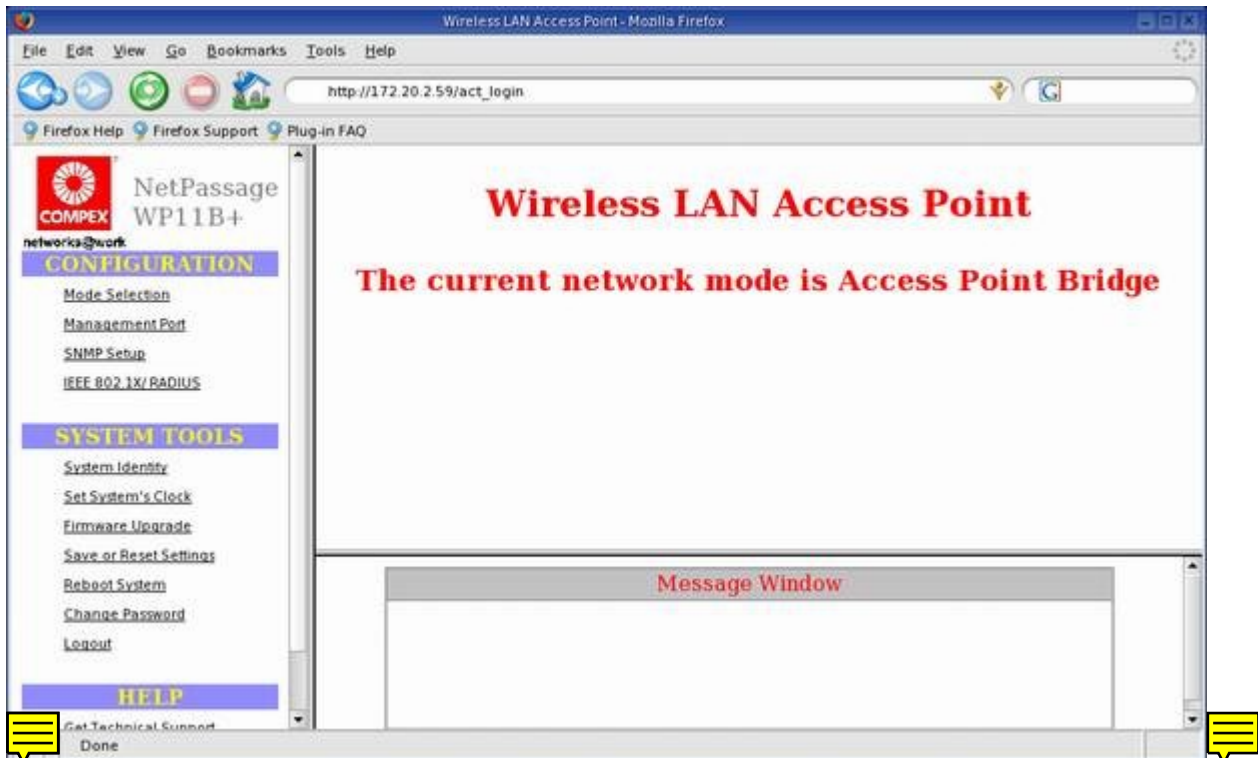 Wireless LAN Access Point - Mozilla Firefox
File Edit View Go Bookmarks Tools Help
http://172.20.2.59/act_login
G
Firefox Help Firefox Support Plug-in FAQ
COMPEX
networks@work
NetPassage
WP11B+
CONFIGURATION
Mode Selection
Management Port
SNMP Setup
IEEE 802.1X/ RADIUS
SYSTEM TOOLS
System Identity
Set System's Clock
Firmware Upgrade
Save or Reset Settings
Reboot System
Change Password
Logout
HELP
Get Technical Support
Wireless LAN Access Point
The current network mode is Access Point Bridge
Message Window
Done